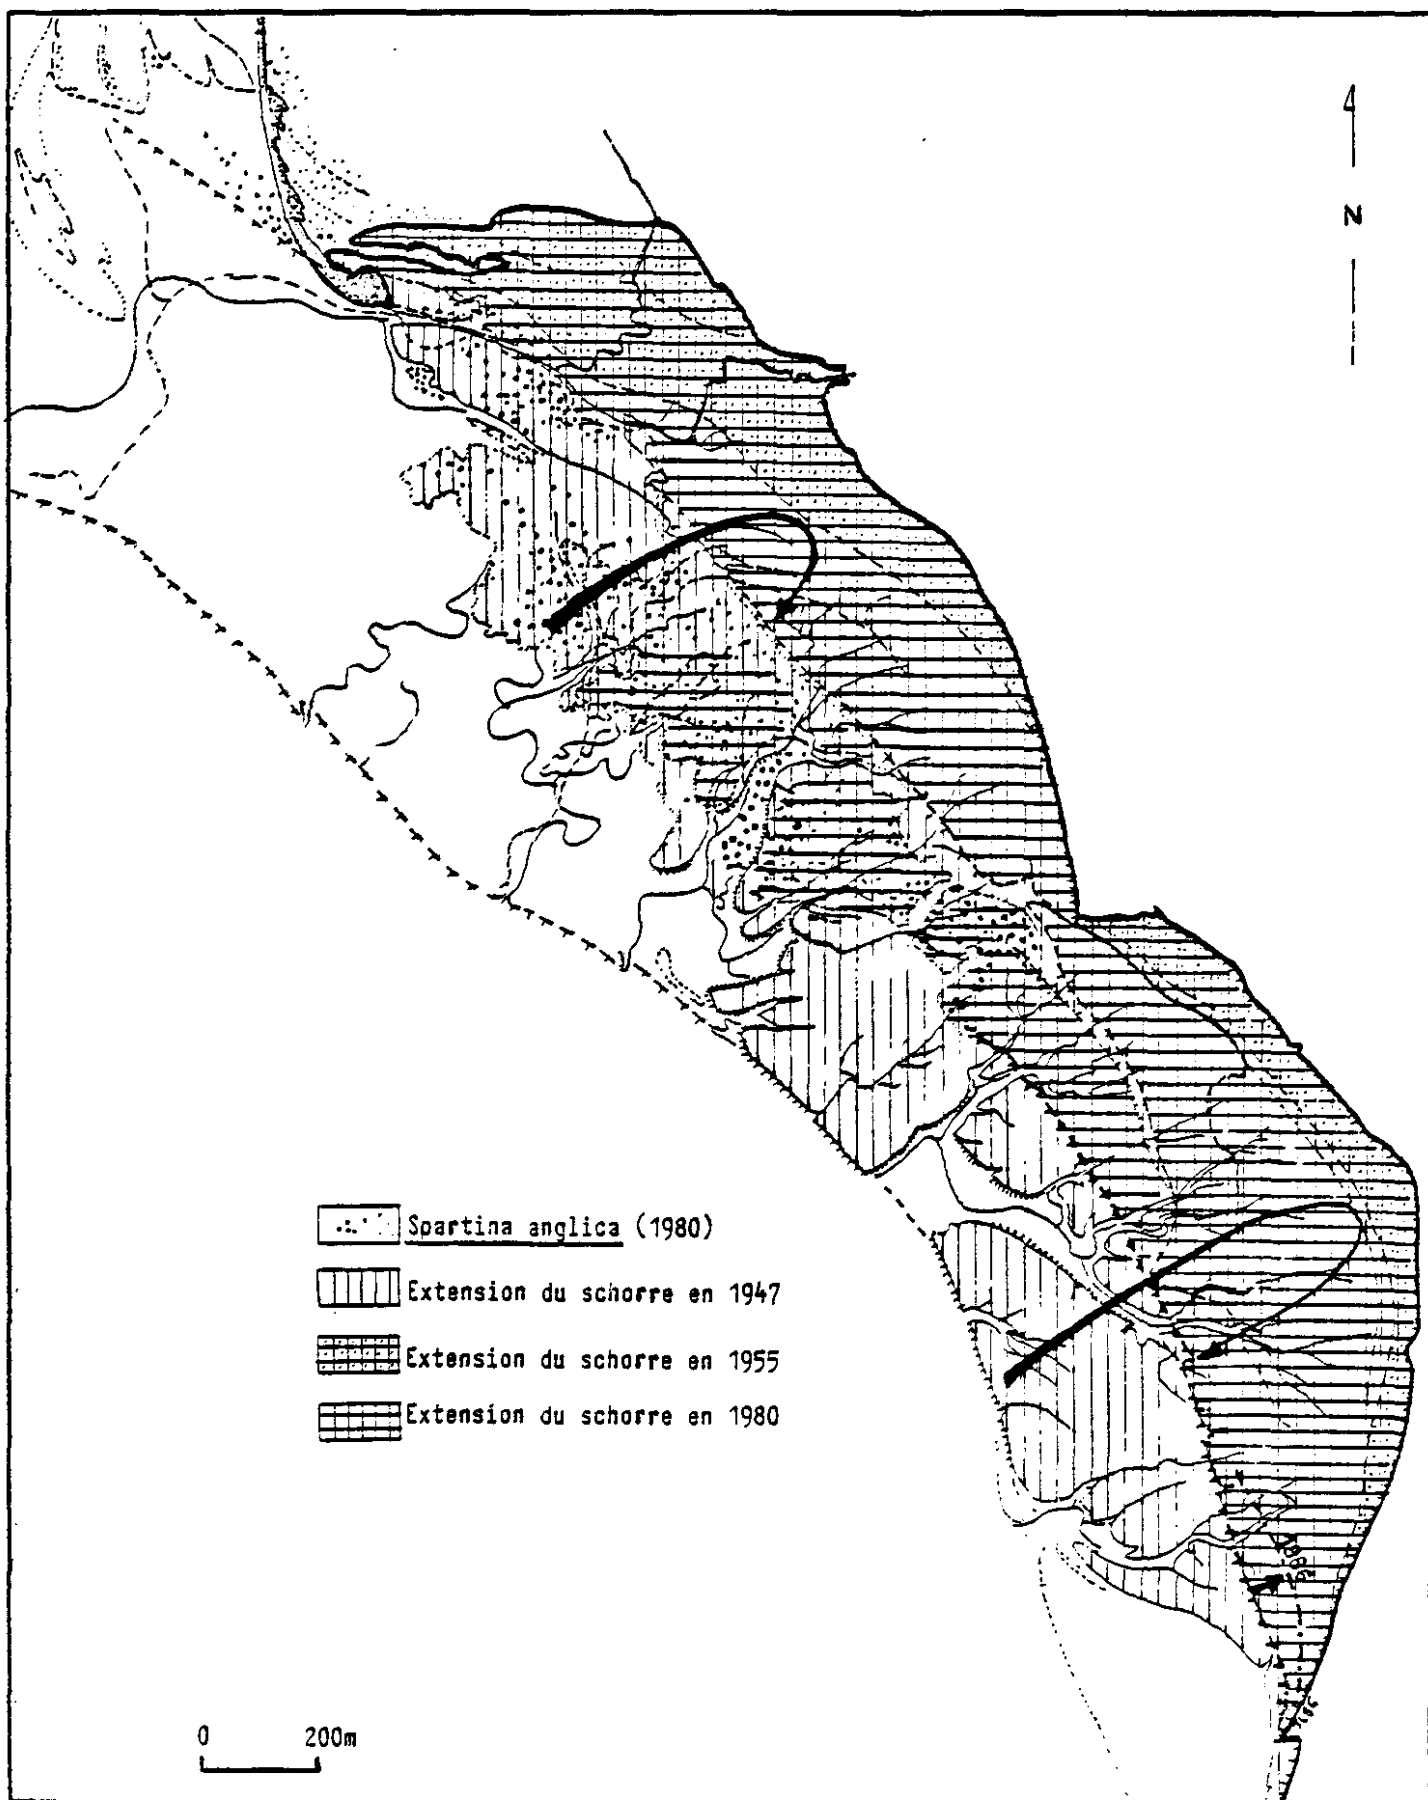 N
Spartina anglica (1980)
Extension du schorre en 1947
Extension du schorre en 1955
Extension du schorre en 1980
0 200m